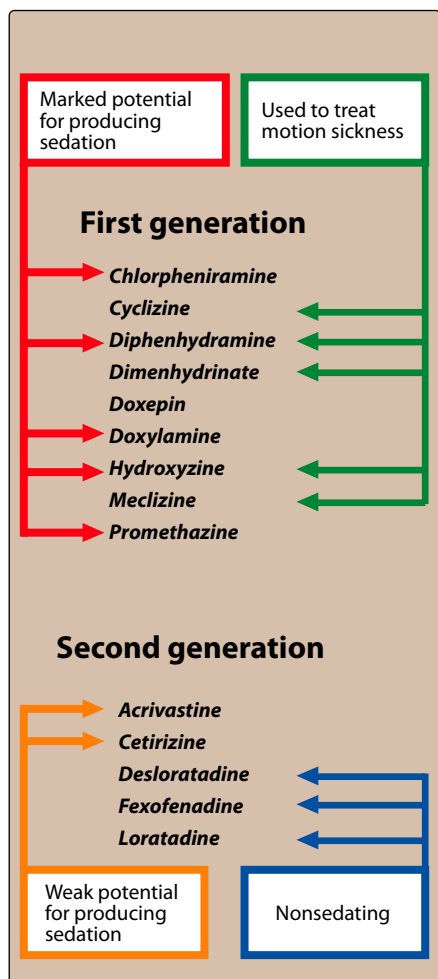 Marked potential
for producing
sedation
Used to treat
motion sickness
First generation
Chlorpheniramine
Cyclizine
Diphenhydramine
Dimenhydrinate
Doxepin
Doxylamine
Hydroxyzine
Meclizine
Promethazine
Second generation
Acrivastine
Cetirizine
Desloratadine
Fexofenadine
Loratadine
Weak potential
for producing
sedation
Nonsedating